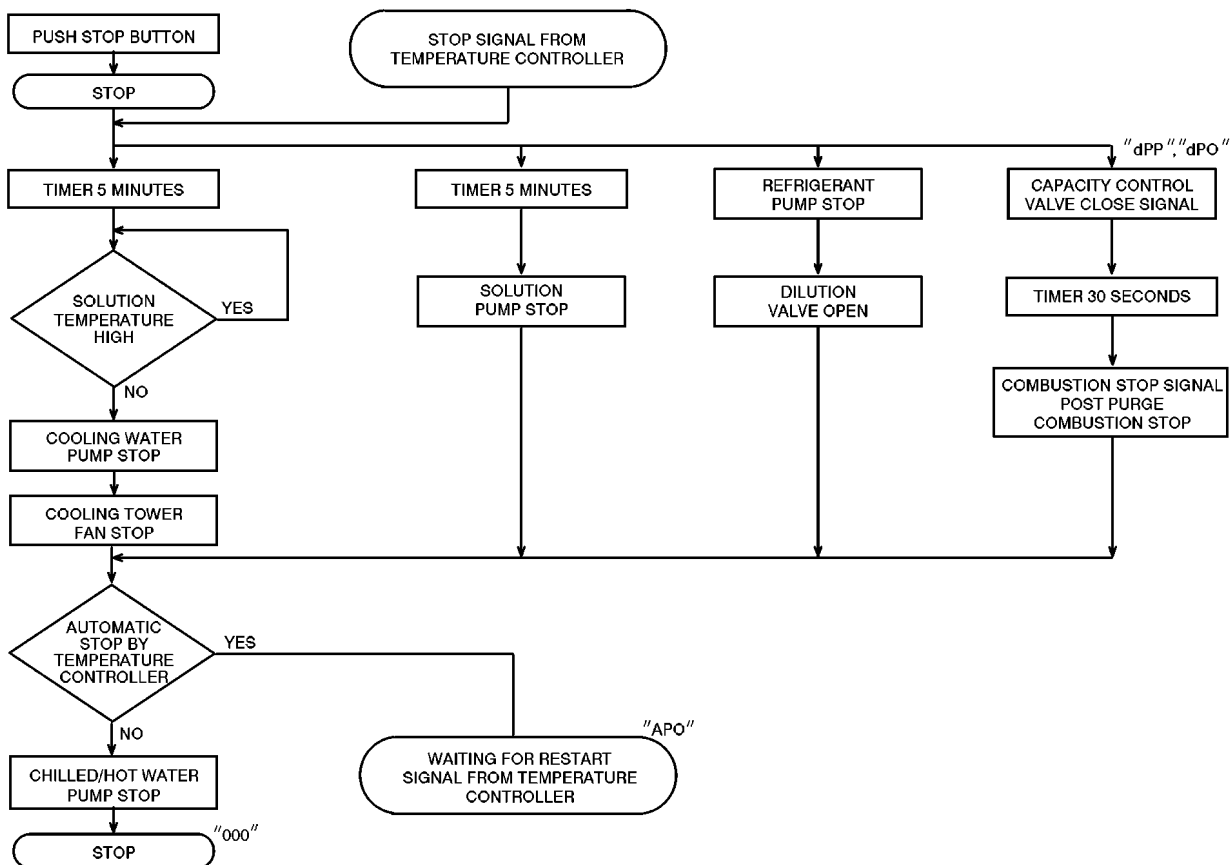 PUSH STOP BUTTON
STOP
STOP SIGNAL FROM
TEMPERATURE CONTROLLER
"dPP","dPO"
TIMER 5 MINUTES
TIMER 5 MINUTES
REFRIGERANT
PUMP STOP
CAPACITY CONTROL
VALVE CLOSE SIGNAL
SOLUTION
TEMPERATURE
HIGH
YES
NO
SOLUTION
PUMP STOP
DILUTION
VALVE OPEN
TIMER 30 SECONDS
COMBUSTION STOP SIGNAL
POST PURGE
COMBUSTION STOP
COOLING WATER
PUMP STOP
COOLING TOWER
FAN STOP
AUTOMATIC
STOP BY
TEMPERATURE
CONTROLLER
YES
NO
"APO"
WAITING FOR RESTART
SIGNAL FROM TEMPERATURE
CONTROLLER
CHILLED/HOT WATER
PUMP STOP
"000"
STOP